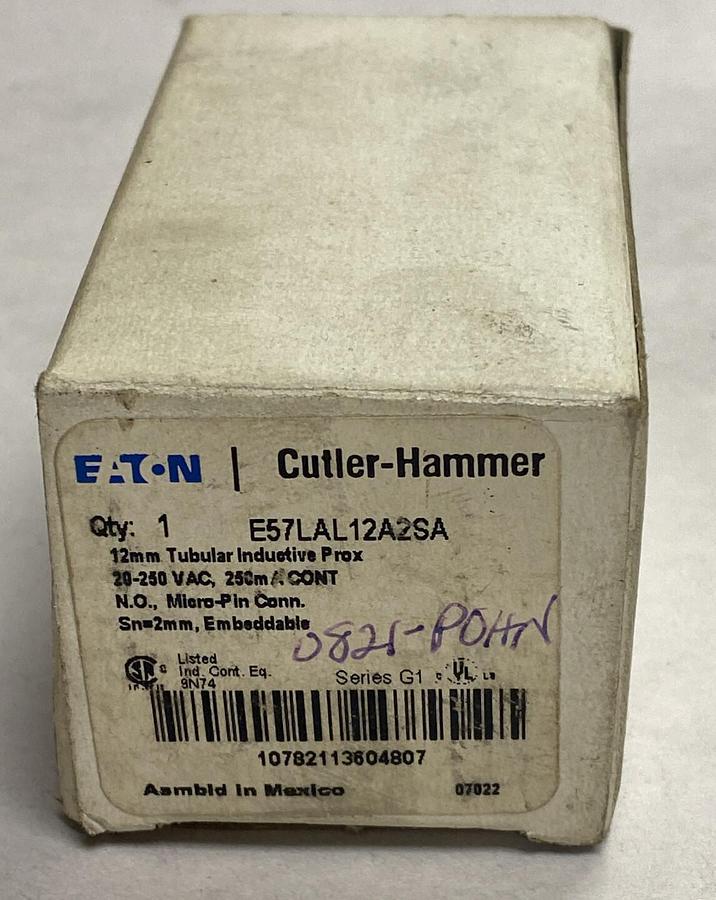 EATON | Cutler-Hammer
Qty: 1 E57LAL12A2SA
12mm Tubular Inductive Prox
20-250 VAC, 250mA CONT
N.O., Micro-Pin Conn.
Sn=2mm, Embeddable
0821-POHN
Listed
Ind. Cont. Eq.
9N74
Series G1
UL
10782113604807
Asmbld in Mexico 07022